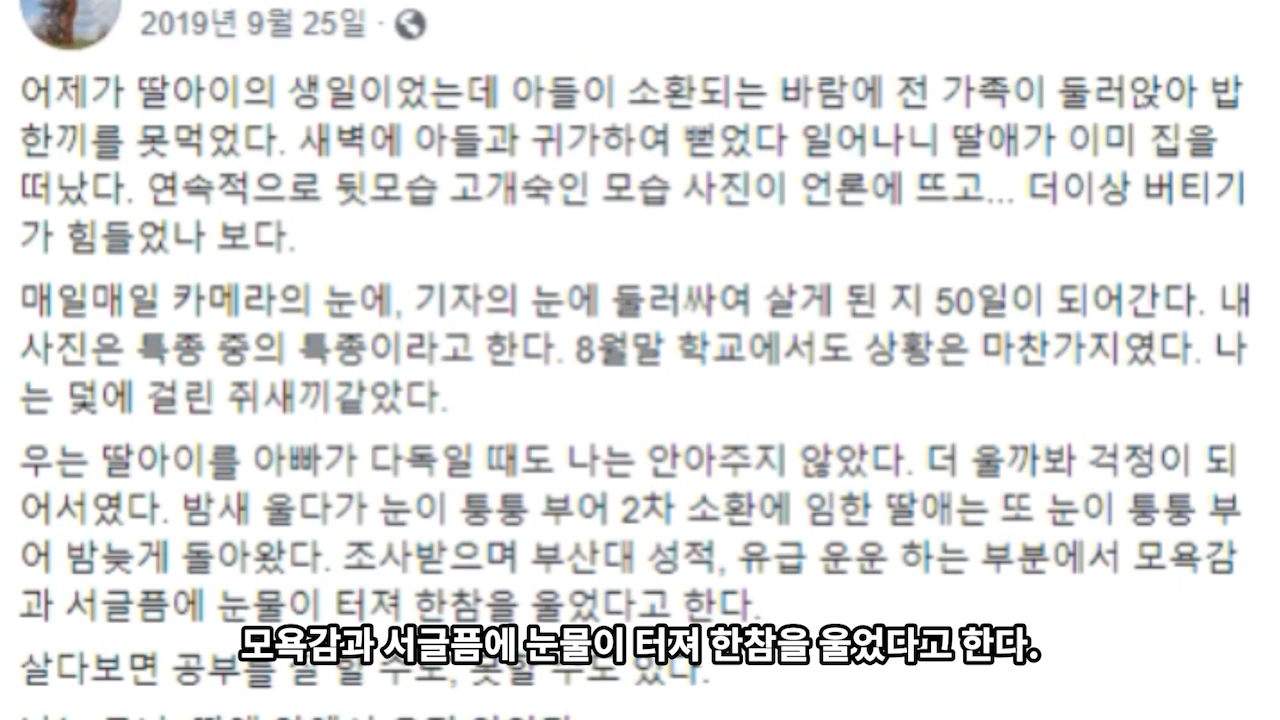 2019년 9월 25일 ·
어제가 딸아이의 생일이었는데 아들이 소환되는 바람에 전 가족이 둘러앉아 밥
한끼를 못먹었다. 새벽에 아들과 귀가하여 뻗었다 일어나니 딸애가 이미 집을
떠났다. 연속적으로 뒷모습 고개숙인 모습 사진이 언론에 뜨고... 더이상 버티기
가 힘들었나 보다.
매일매일 카메라의 눈에, 기자의 눈에 둘러싸여 살게 된 지 50일이 되어간다. 내
사진은 특종 중의 특종이라고 한다. 8월말 학교에서도 상황은 마찬가지였다. 나
는 덫에 걸린 쥐새끼같았다.
우는 딸아이를 아빠가 다독일 때도 나는 안아주지 않았다. 더 울까봐 걱정이 되
어서였다. 밤새 울다가 눈이 퉁퉁 부어 2차 소환에 임한 딸애는 또 눈이 퉁퉁 부
어 밤늦게 돌아왔다. 조사받으며 부산대 성적, 유급 운운 하는 부분에서 모욕감
과 서글픔에 눈물이 터져 한참을 울었다고 한다.
모욕감과 서글픔에 눈물이 터져 한참을 울었다고 한다.
살다보면 공부를 잘 할 수도, 못할 수도 있다.